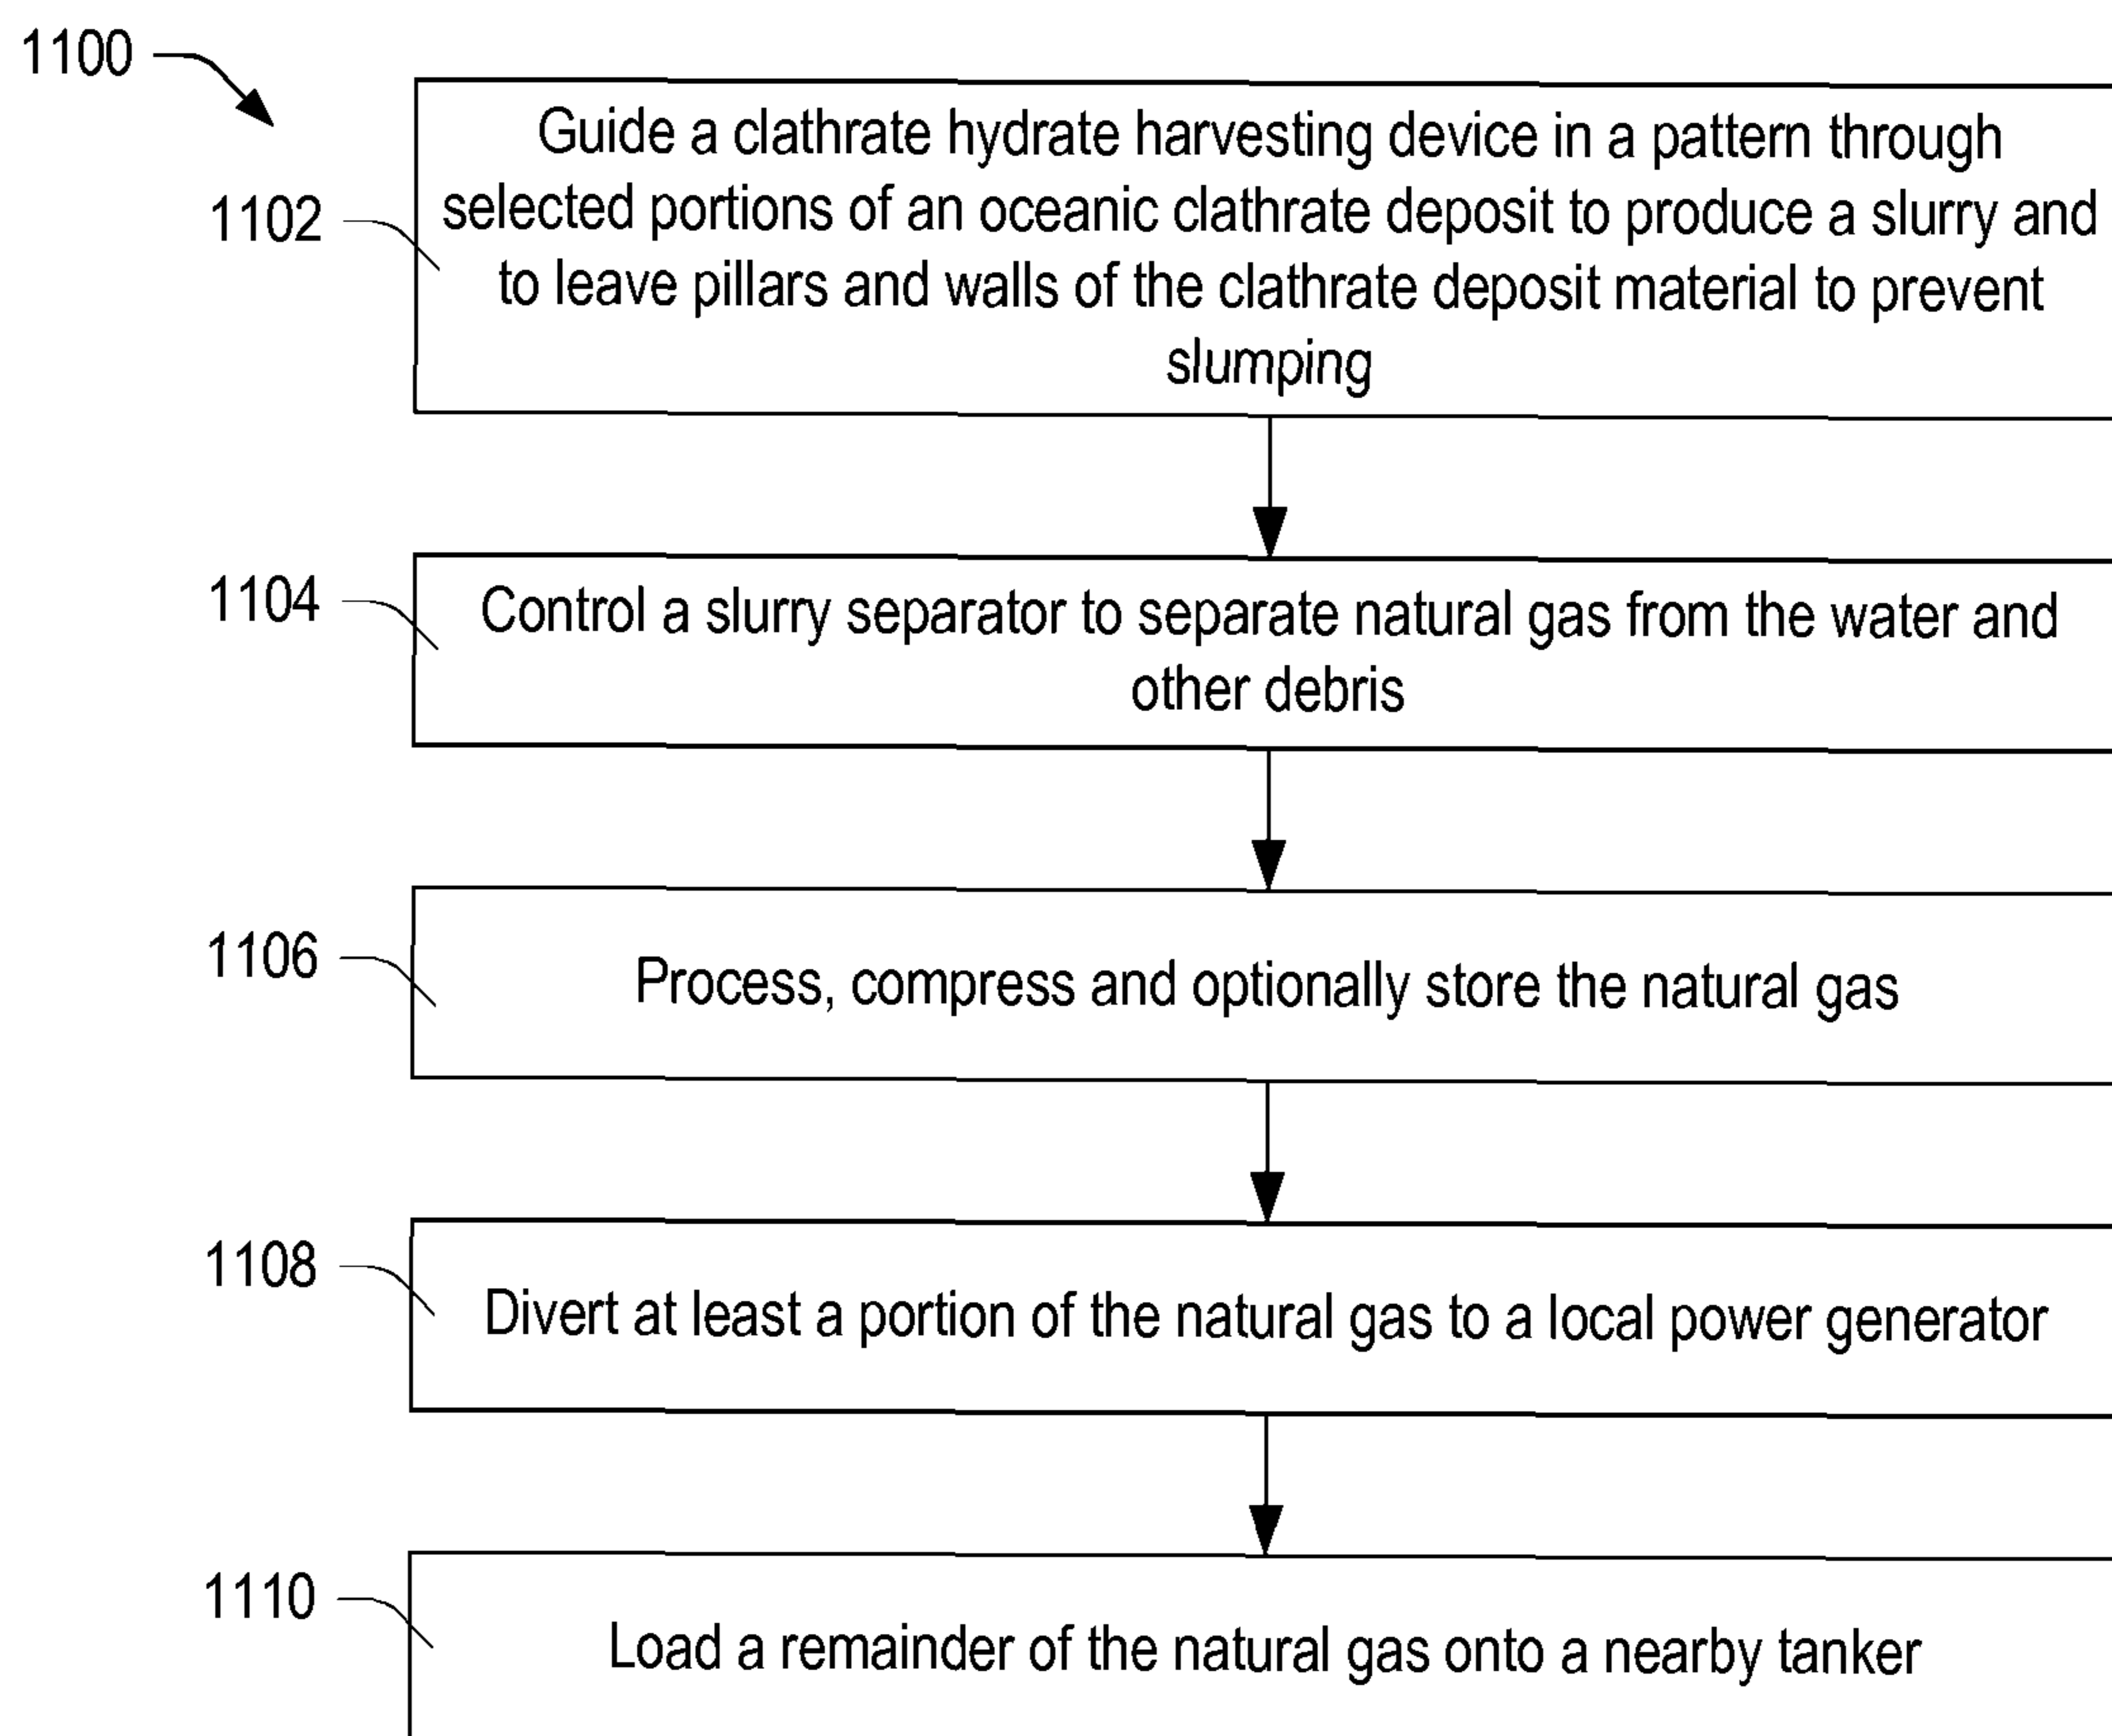 1100
1102
Guide a clathrate hydrate harvesting device in a pattern through
selected portions of an oceanic clathrate deposit to produce a slurry and
to leave pillars and walls of the clathrate deposit material to prevent
slumping
1104
Control a slurry separator to separate natural gas from the water and
other debris
1106
Process, compress and optionally store the natural gas
1108
Divert at least a portion of the natural gas to a local power generator
1110
Load a remainder of the natural gas onto a nearby tanker